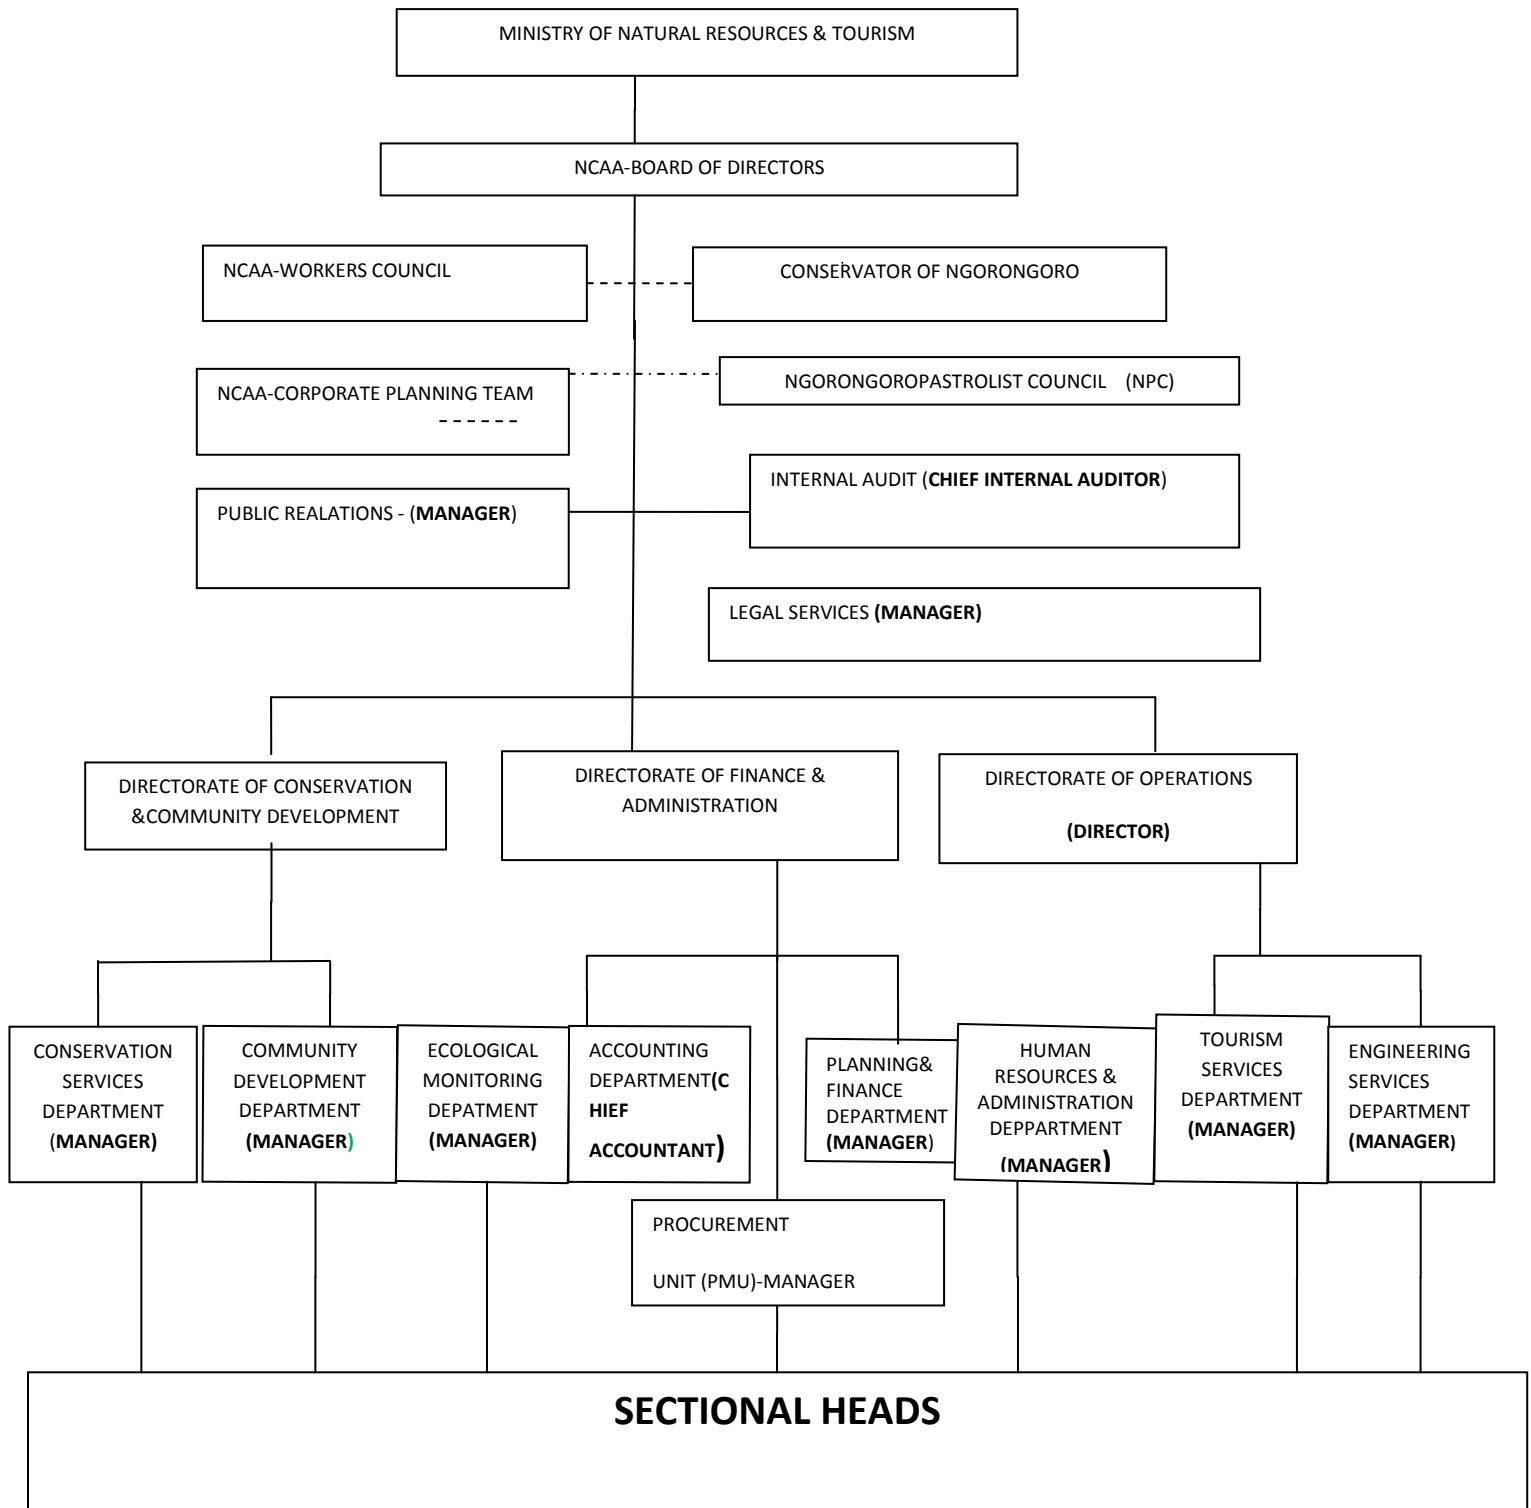 MINISTRY OF NATURAL RESOURCES & TOURISM
NCAA-BOARD OF DIRECTORS
NCAA-WORKERS COUNCIL
CONSERVATOR OF NGORONGORO
NCAA-CORPORATE PLANNING TEAM
NGORONGOROPASTROLIST COUNCIL (NPC)
INTERNAL AUDIT (CHIEF INTERNAL AUDITOR)
PUBLIC REALATIONS - (MANAGER)
LEGAL SERVICES (MANAGER)
DIRECTORATE OF CONSERVATION
&COMMUNITY DEVELOPMENT
DIRECTORATE OF FINANCE &
ADMINISTRATION
DIRECTORATE OF OPERATIONS
(DIRECTOR)
CONSERVATION
SERVICES
DEPARTMENT
(MANAGER)
COMMUNITY
DEVELOPMENT
DEPARTMENT
(MANAGER)
ECOLOGICAL
MONITORING
DEPATMENT
(MANAGER)
ACCOUNTING
DEPARTMENT(C
HIEF
ACCOUNTANT)
PLANNING&
FINANCE
DEPARTMENT
(MANAGER)
HUMAN
RESOURCES &
ADMINISTRATION
DEPPARTMENT
(MANAGER)
TOURISM
SERVICES
DEPARTMENT
(MANAGER)
ENGINEERING
SERVICES
DEPARTMENT
(MANAGER)
PROCUREMENT
UNIT (PMU)-MANAGER
SECTIONAL HEADS